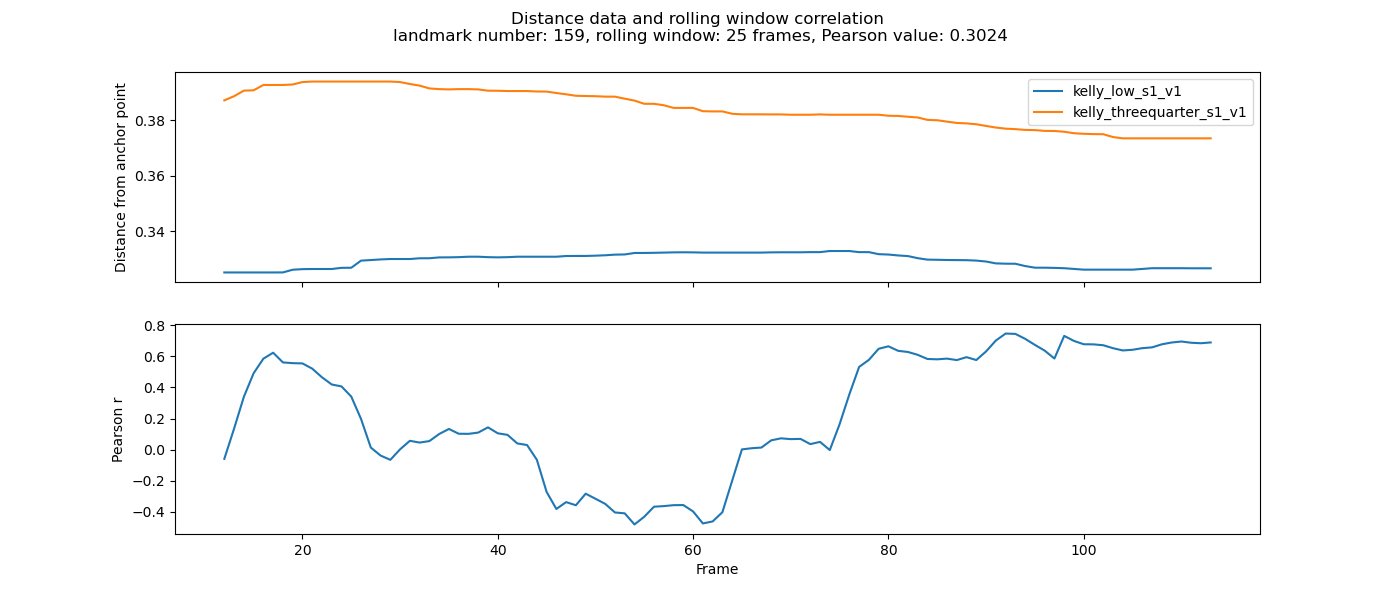 Distance data and rolling window correlation
landmark number: 159, rolling window: 25 frames, Pearson value: 0.3024
kelly_low_s1_v1
kelly_threequarter_s1_v1
Distance from anchor point
0.38
0.36
0.34
Pearson r
0.8
0.6
0.4
0.2
0.0
−0.2
−0.4
20 40 60 80 100
Frame